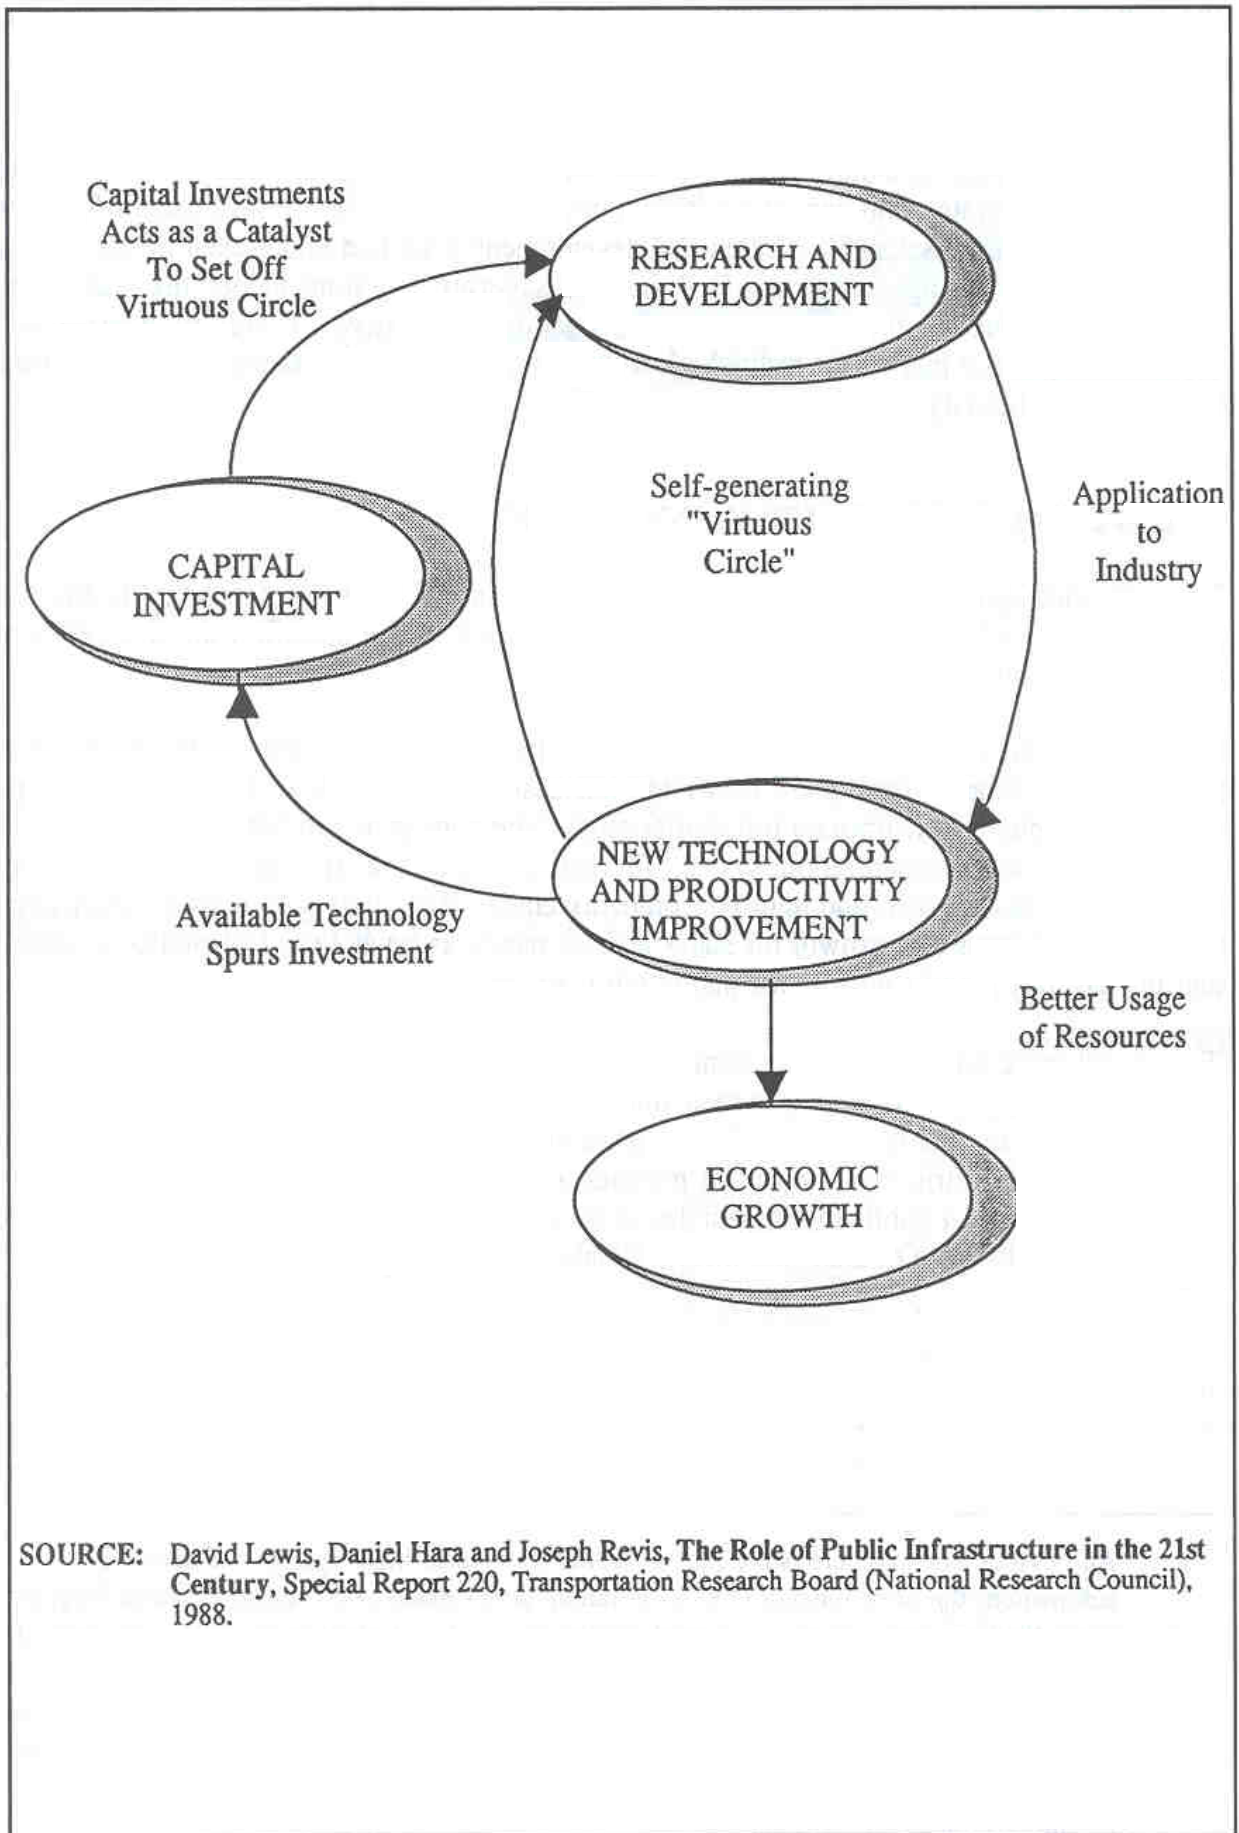 Capital Investments
Acts as a Catalyst
To Set Off
Virtuous Circle
RESEARCH AND
DEVELOPMENT
Self-generating
"Virtuous
Circle"
Application
to
Industry
CAPITAL
INVESTMENT
NEW TECHNOLOGY
AND PRODUCTIVITY
IMPROVEMENT
Available Technology
Spurs Investment
Better Usage
of Resources
ECONOMIC
GROWTH
SOURCE: David Lewis, Daniel Hara and Joseph Revis, The Role of Public Infrastructure in the 21st
Century, Special Report 220, Transportation Research Board (National Research Council),
1988.